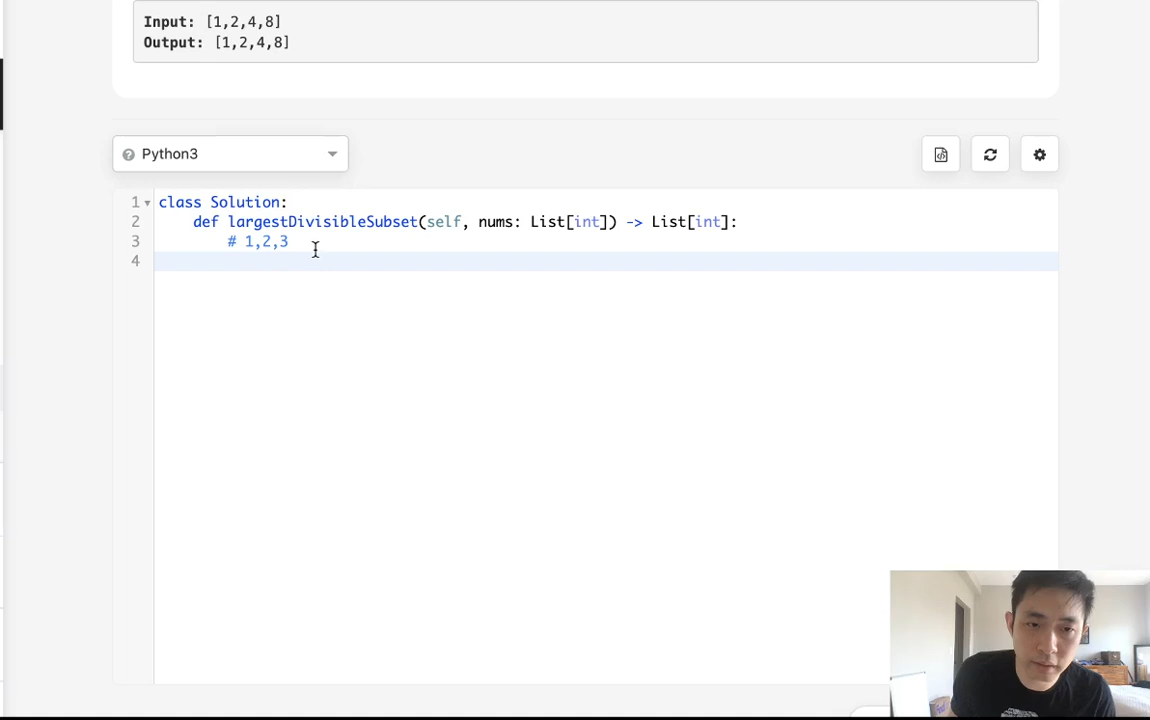 Input: [1,2,4,8]
Output: [1,2,4,8]
Python3
1 class Solution:
2 def largestDivisibleSubset(self, nums: List[int]) -> List[int]:
3 # 1,2,3
4